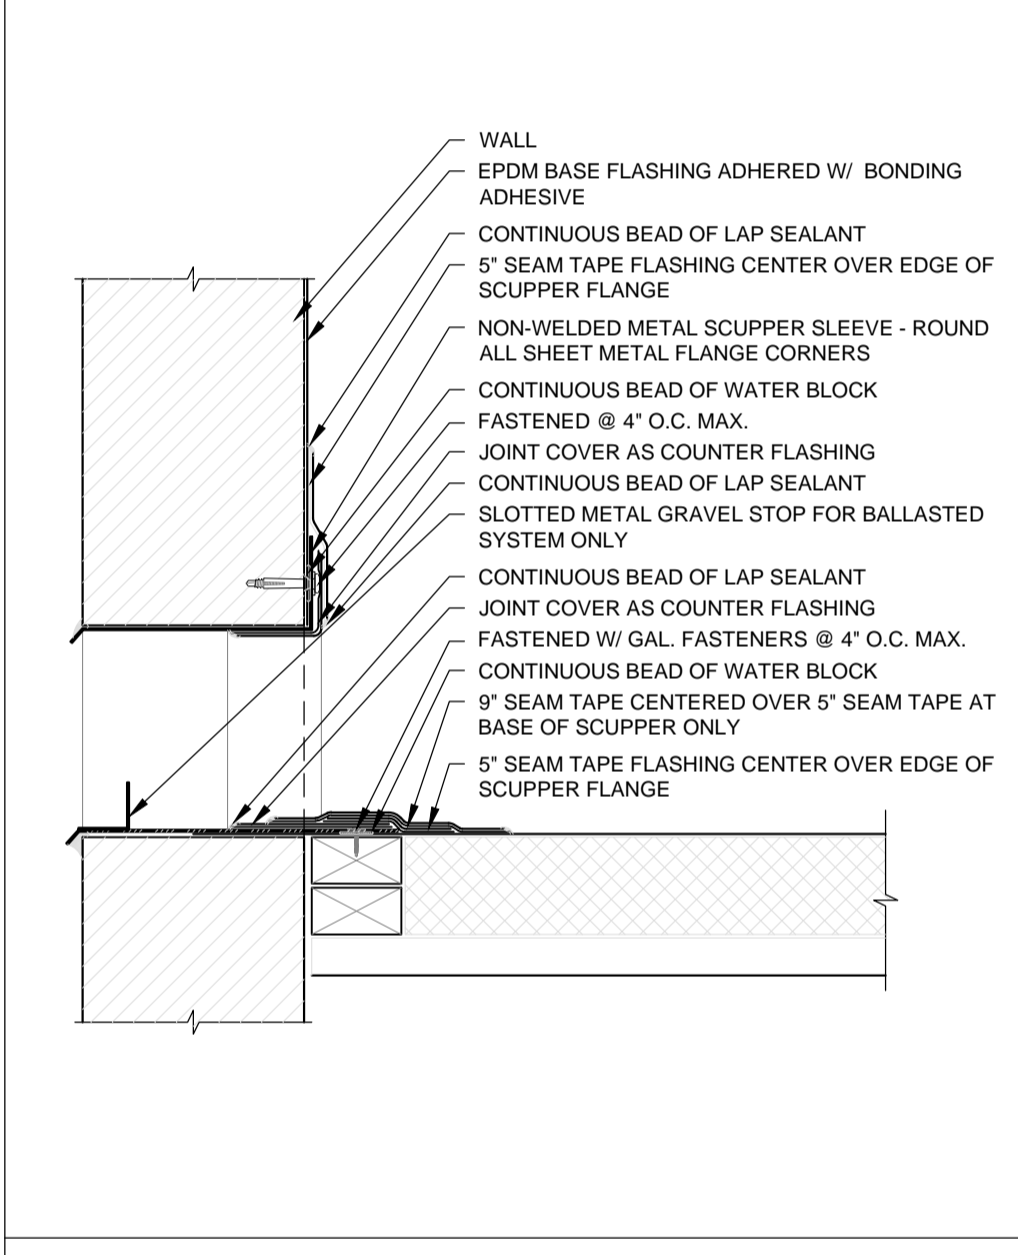 WALL
EPDM BASE FLASHING ADHERED W/ BONDING
ADHESIVE
CONTINUOUS BEAD OF LAP SEALANT
5" SEAM TAPE FLASHING CENTER OVER EDGE OF
SCUPPER FLANGE
NON-WELDED METAL SCUPPER SLEEVE - ROUND
ALL SHEET METAL FLANGE CORNERS
CONTINUOUS BEAD OF WATER BLOCK
FASTENED @ 4" O.C. MAX.
JOINT COVER AS COUNTER FLASHING
CONTINUOUS BEAD OF LAP SEALANT
SLOTTED METAL GRAVEL STOP FOR BALLASTED
SYSTEM ONLY
CONTINUOUS BEAD OF LAP SEALANT
JOINT COVER AS COUNTER FLASHING
FASTENED W/ GAL. FASTENERS @ 4" O.C. MAX.
CONTINUOUS BEAD OF WATER BLOCK
9" SEAM TAPE CENTERED OVER 5" SEAM TAPE AT
BASE OF SCUPPER ONLY
5" SEAM TAPE FLASHING CENTER OVER EDGE OF
SCUPPER FLANGE